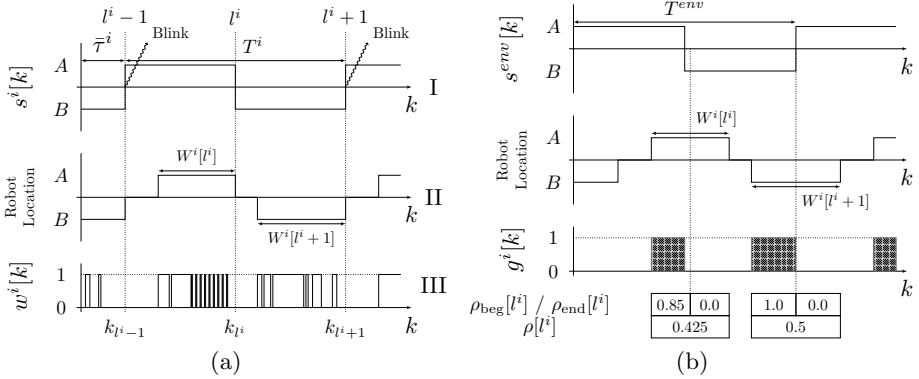 l^i − 1
l^i
l^i + 1
Blink
Blink
τ̄^i
T^i
A
B
s^i[k]
k
I
W^i[l^i]
A
B
Robot
Location
k
II
W^i[l^i + 1]
w^i[k]
1
0
III
k_{l^i−1}
k_{l^i}
k_{l^i+1}
k
(a)
T^{env}
A
B
s^{env}[k]
k
W^i[l^i]
A
B
Robot
Location
k
W^i[l^i + 1]
g^i[k]
1
0
k
ρ_beg[l^i] / ρ_end[l^i]
0.85 0.0 1.0 0.0
ρ[l^i]
0.425 0.5
(b)